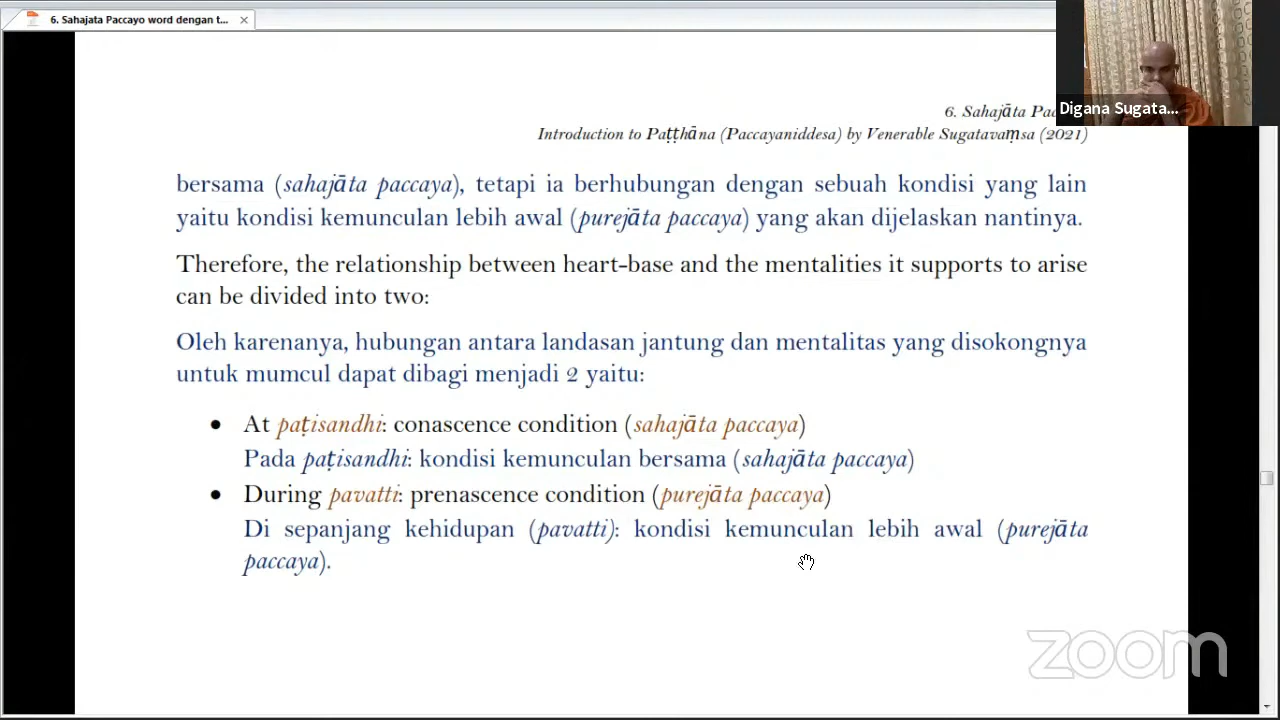 6. Sahajata Paccayo word dengan t...
Digana Sugata...
6. Sahajāta
Introduction to Paṭṭhāna (Paccayaniddesa) by Venerable Sugatavaṃsa (2021)
bersama (sahajāta paccaya), tetapi ia berhubungan dengan sebuah kondisi yang lain
yaitu kondisi kemunculan lebih awal (purejāta paccaya) yang akan dijelaskan nantinya.
Therefore, the relationship between heart-base and the mentalities it supports to arise
can be divided into two:
Oleh karenanya, hubungan antara landasan jantung dan mentalitas yang disokongnya
untuk mumcul dapat dibagi menjadi 2 yaitu:
• At paṭisandhi: conascence condition (sahajāta paccaya)
Pada paṭisandhi: kondisi kemunculan bersama (sahajāta paccaya)
• During pavatti: prenascence condition (purejāta paccaya)
Di sepanjang kehidupan (pavatti): kondisi kemunculan lebih awal (purejāta
paccaya).
zoom